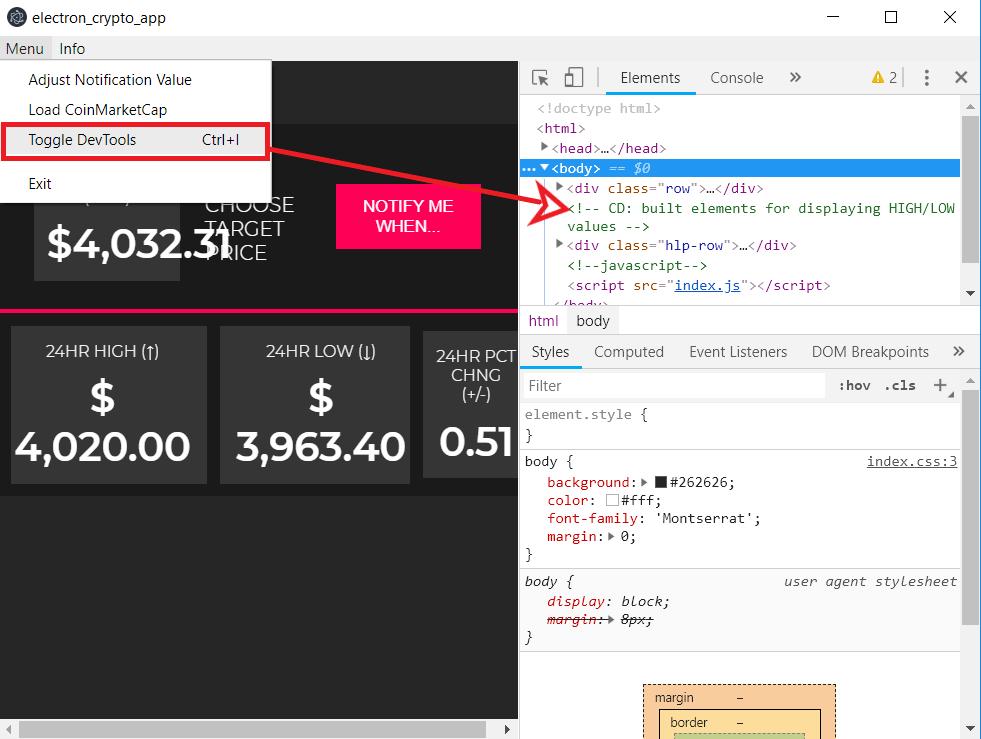 electron_crypto_app
Menu Info
Adjust Notification Value
Load CoinMarketCap
Toggle DevTools Ctrl+I
Exit
CHOOSE
TARGET
PRICE
$4,032.31
NOTIFY ME
WHEN...
24HR HIGH (↑)
$
4,020.00
24HR LOW (↓)
$
3,963.40
24HR PCT
CHNG
(+/-)
0.51
Elements Console » 2
<!doctype html>
<html>
<head>…</head>
<body> == $0
<div class="row">…</div>
<!-- CD: built elements for displaying HIGH/LOW
values -->
<div class="hlp-row">…</div>
<!--javascript-->
<script src="index.js"></script>
</body>
html body
Styles Computed Event Listeners DOM Breakpoints »
Filter :hov .cls +
element.style {
}
body { index.css:3
background: #262626;
color: #fff;
font-family: 'Montserrat';
margin: 0;
}
body { user agent stylesheet
display: block;
margin: 8px;
}
margin –
border –